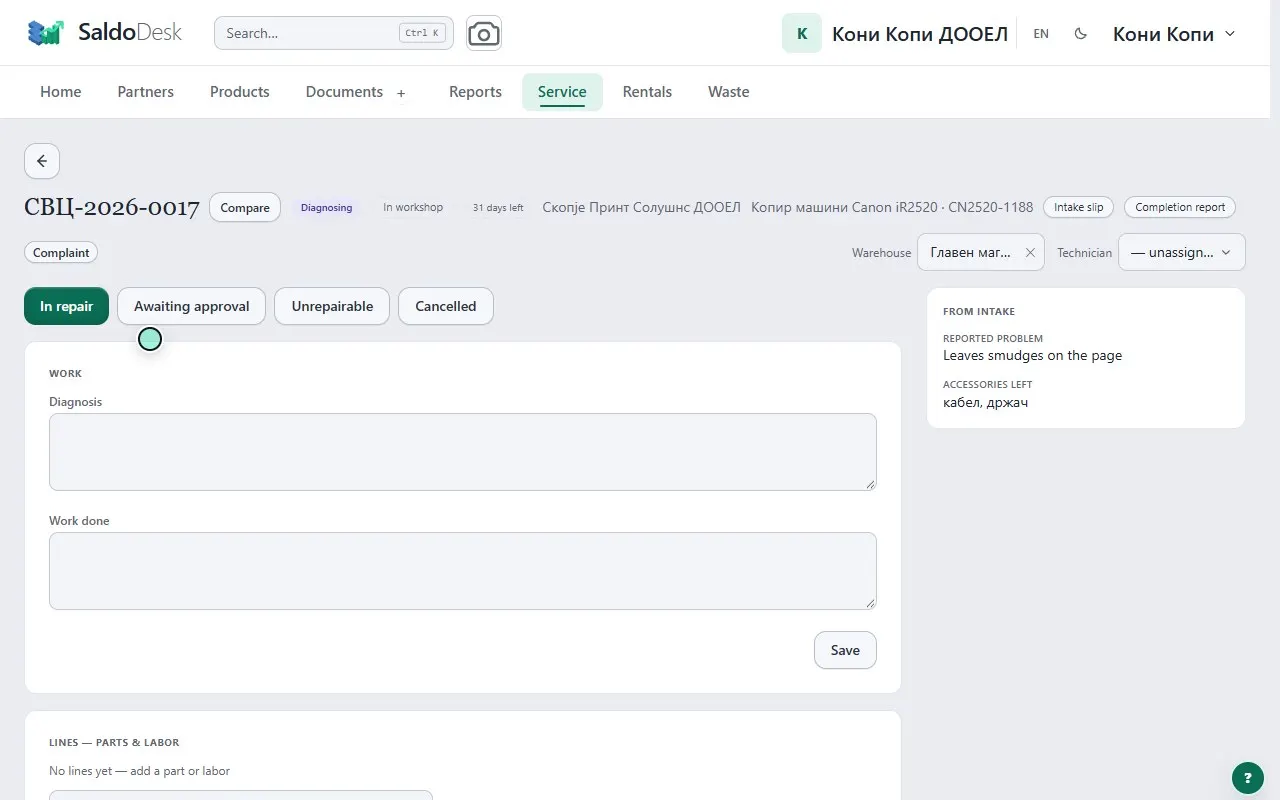 SaldoDesk
Search... Ctrl K
K Кони Копи ДООЕЛ EN Кони Копи
Home Partners Products Documents + Reports Service Rentals Waste
СВЦ-2026-0017 Compare Diagnosing In workshop 31 days left Скопје Принт Солушнс ДООЕЛ Копир машини Canon iR2520 · CN2520-1188 Intake slip Completion report
Complaint Warehouse Главен маг... Technician — unassign...
In repair Awaiting approval Unrepairable Cancelled
FROM INTAKE
REPORTED PROBLEM
Leaves smudges on the page
ACCESSORIES LEFT
кабел, држач
WORK
Diagnosis
Work done
Save
LINES — PARTS & LABOR
No lines yet — add a part or labor
?